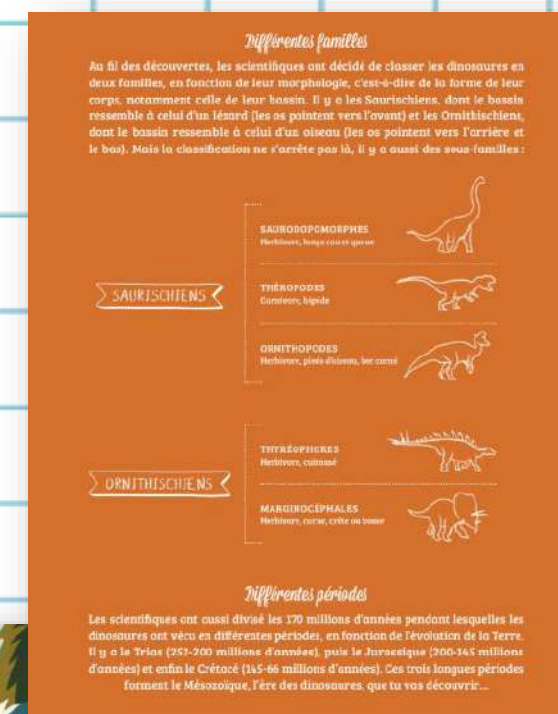 Différentes familles
Au fil des découvertes, les scientifiques ont décidé de classer les dinosaures en
deux familles, en fonction de leur morphologie, c'est-à-dire de la forme de leur
corps, notamment celle de leur bassin. Il y a les Saurischiens, dont le bassin
ressemble à celui d'un lézard (les os pointent vers l'avant) et les Ornithischiens,
dont le bassin ressemble à celui d'un oiseau (les os pointent vers l'arrière et
le bas). Mais la classification ne s'arrête pas là, il y a aussi des sous-familles :
SAURODOPOMORPHES
Herbivore, longs cou et queue
SAURISCHIENS
THÉROPODES
Carnivore, bipède
ORNITHOPODES
Herbivore, pieds d'oiseau, bec corné
THYRÉOPHORES
Herbivore, cuirassé
ORNITHISCHIENS
MARGINOCÉPHALES
Herbivore, corne, crête ou bosse
Différentes périodes
Les scientifiques ont aussi divisé les 170 millions d'années pendant lesquelles les
dinosaures ont vécu en différentes périodes, en fonction de l'évolution de la Terre.
Il y a le Trias (251-200 millions d'années), puis le Jurassique (200-145 millions
d'années) et enfin le Crétacé (145-66 millions d'années). Ces trois longues périodes
forment le Mésozoïque, l'ère des dinosaures, que tu vas découvrir...